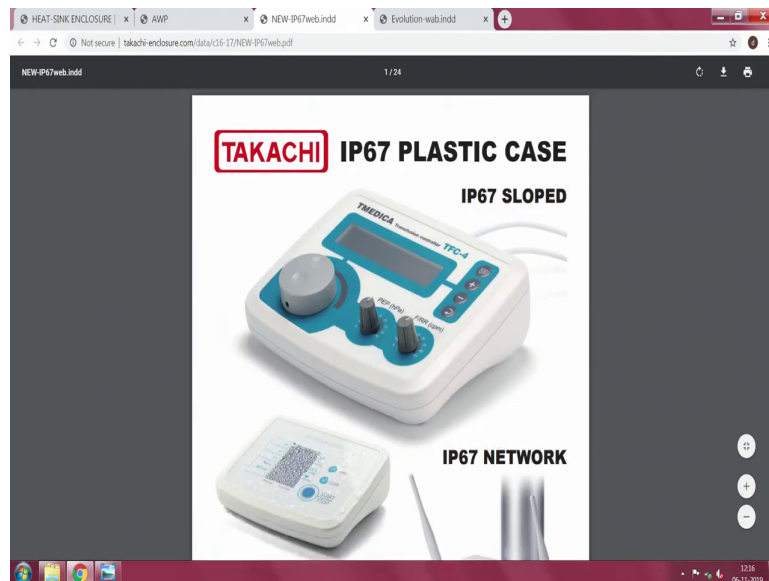 HEAT-SINK ENCLOSURE |
AWP
NEW-IP67web.indd
Evolution-wab.indd
Not secure | takachi-enclosure.com/data/c16-17/NEW-IP67web.pdf
NEW-IP67web.indd
1 / 24
TAKACHI
IP67 PLASTIC CASE
IP67 SLOPED
TMEDICA Transfusion controller TFC-4
PEP (hPa)
F/RR (cpm)
IP67 NETWORK
12:16
06-11-2019